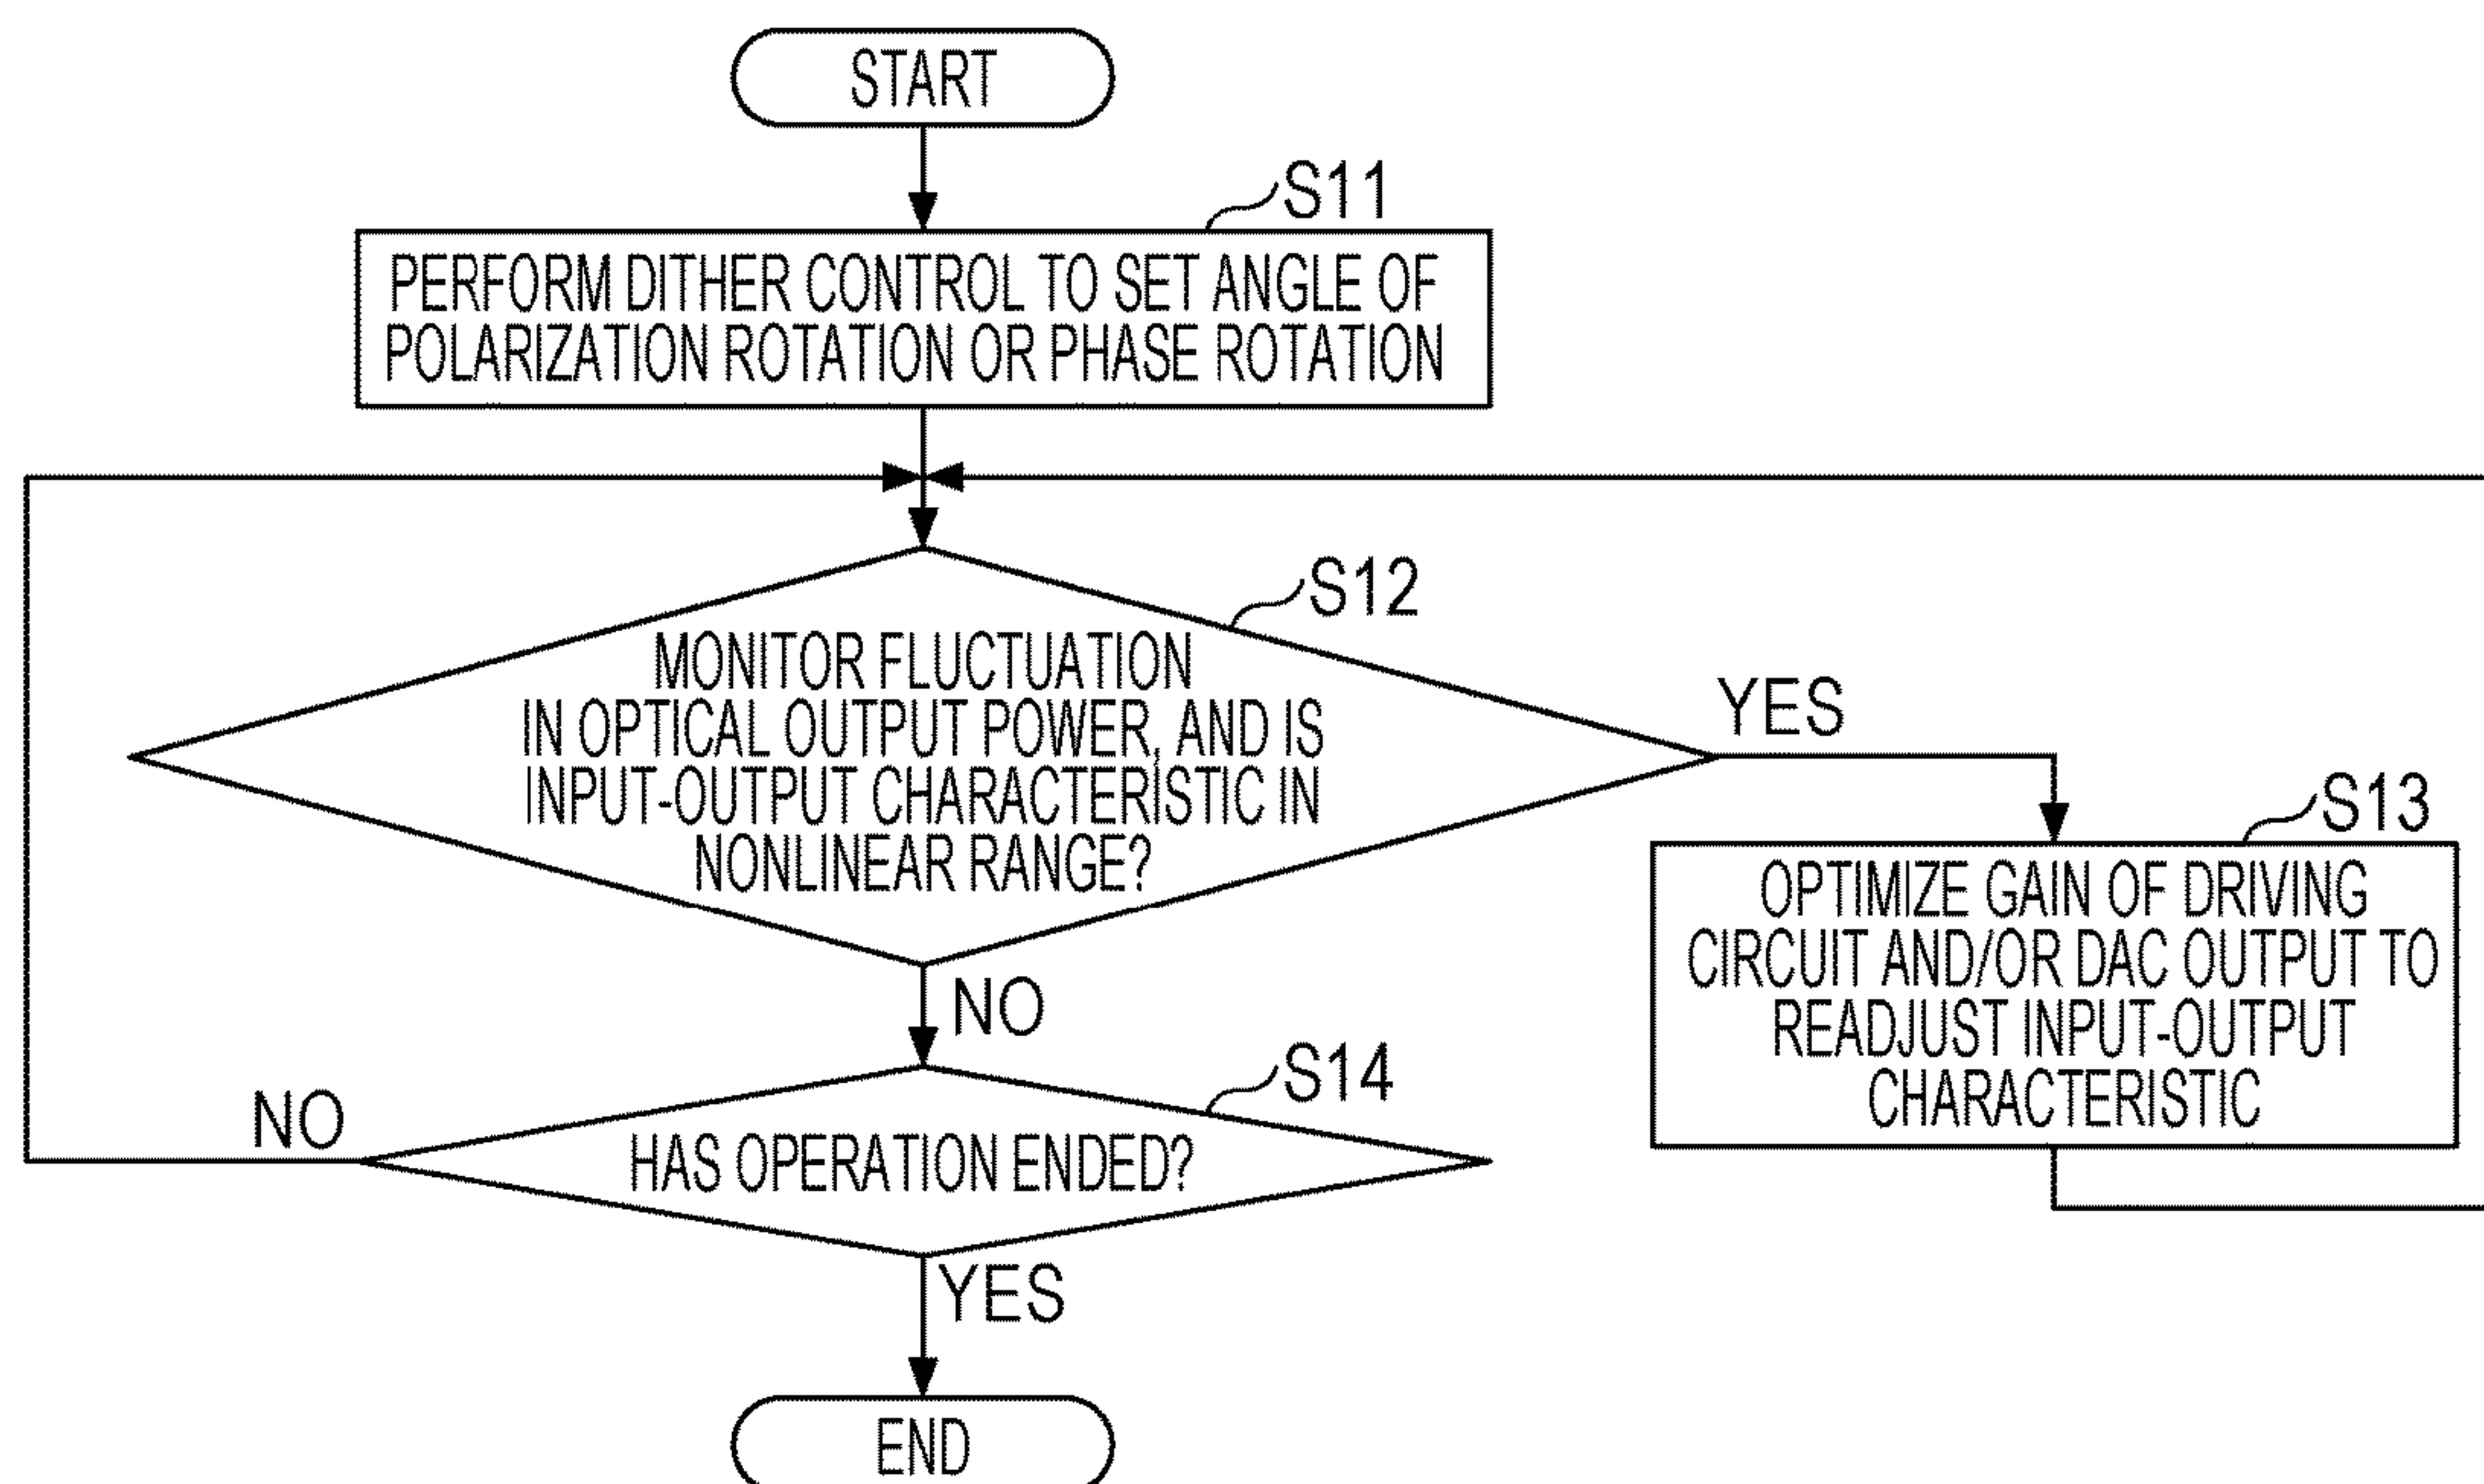 START
S11
PERFORM DITHER CONTROL TO SET ANGLE OF
POLARIZATION ROTATION OR PHASE ROTATION
S12
MONITOR FLUCTUATION
IN OPTICAL OUTPUT POWER, AND IS
INPUT-OUTPUT CHARACTERISTIC IN
NONLINEAR RANGE?
YES
S13
OPTIMIZE GAIN OF DRIVING
CIRCUIT AND/OR DAC OUTPUT TO
READJUST INPUT-OUTPUT
CHARACTERISTIC
NO
S14
HAS OPERATION ENDED?
NO
YES
END